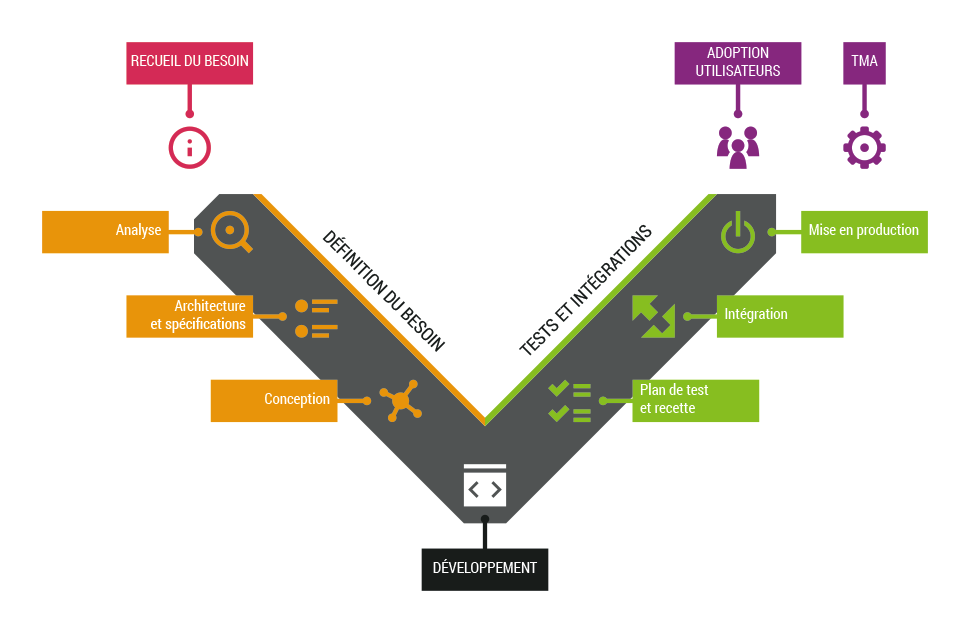 RECUEIL DU BESOIN
ADOPTION
UTILISATEURS
TMA
Analyse
Mise en production
DÉFINITION DU BESOIN
TESTS ET INTÉGRATIONS
Architecture
et spécifications
Intégration
Conception
Plan de test
et recette
DÉVELOPPEMENT